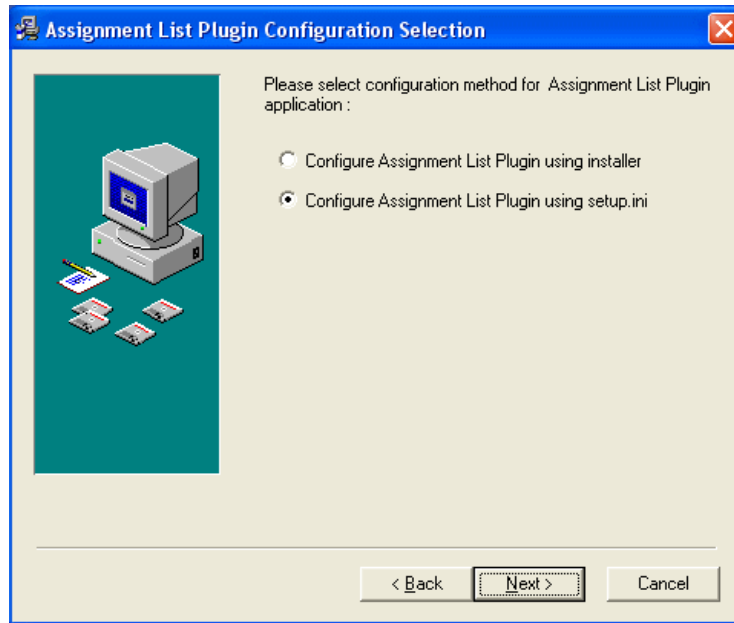 Assignment List Plugin Configuration Selection
Please select configuration method for  Assignment List Plugin
application :
Configure Assignment List Plugin using installer
Configure Assignment List Plugin using setup.ini
< Back
Next >
Cancel